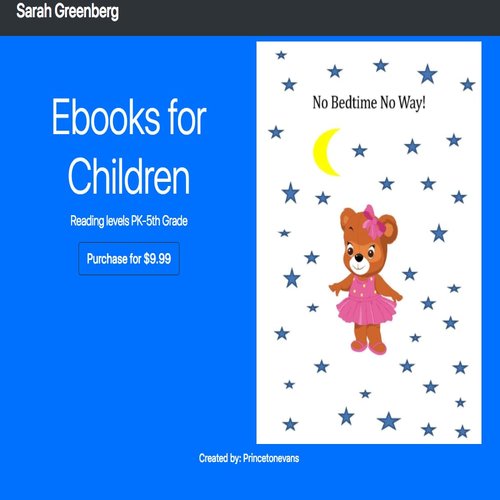 Sarah Greenberg
Ebooks for
Children
Reading levels PK-5th Grade
Purchase for $9.99
No Bedtime No Way!
Created by: Princetonevans